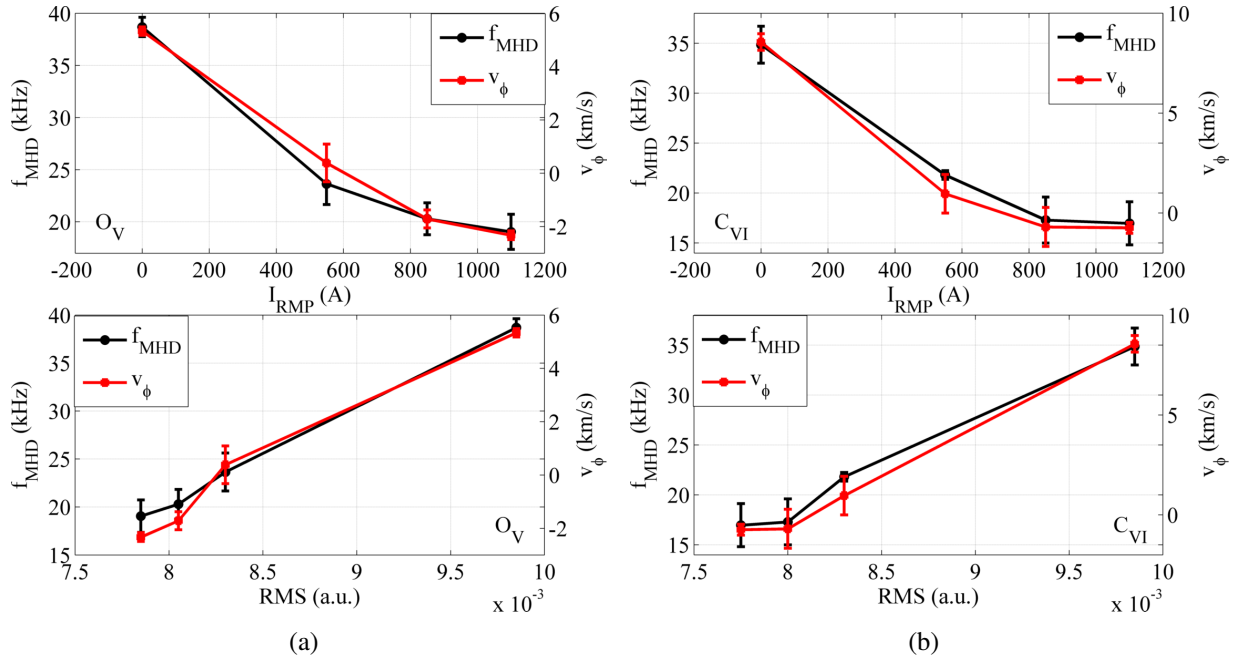 f_MHD (kHz)
40
35
30
25
20
6
4
2
0
-2
v_ϕ (km/s)
f_MHD
v_ϕ
O_V
-200 0 200 400 600 800 1000 1200
I_RMP (A)
f_MHD (kHz)
35
30
25
20
15
10
5
0
v_ϕ (km/s)
f_MHD
v_ϕ
C_VI
-200 0 200 400 600 800 1000 1200
I_RMP (A)
f_MHD (kHz)
40
35
30
25
20
15
6
4
2
0
-2
v_ϕ (km/s)
f_MHD
v_ϕ
O_V
7.5 8 8.5 9 9.5 10
RMS (a.u.)
x 10^-3
f_MHD (kHz)
35
30
25
20
15
10
5
0
v_ϕ (km/s)
f_MHD
v_ϕ
C_VI
7.5 8 8.5 9 9.5 10
RMS (a.u.)
x 10^-3
(a)
(b)